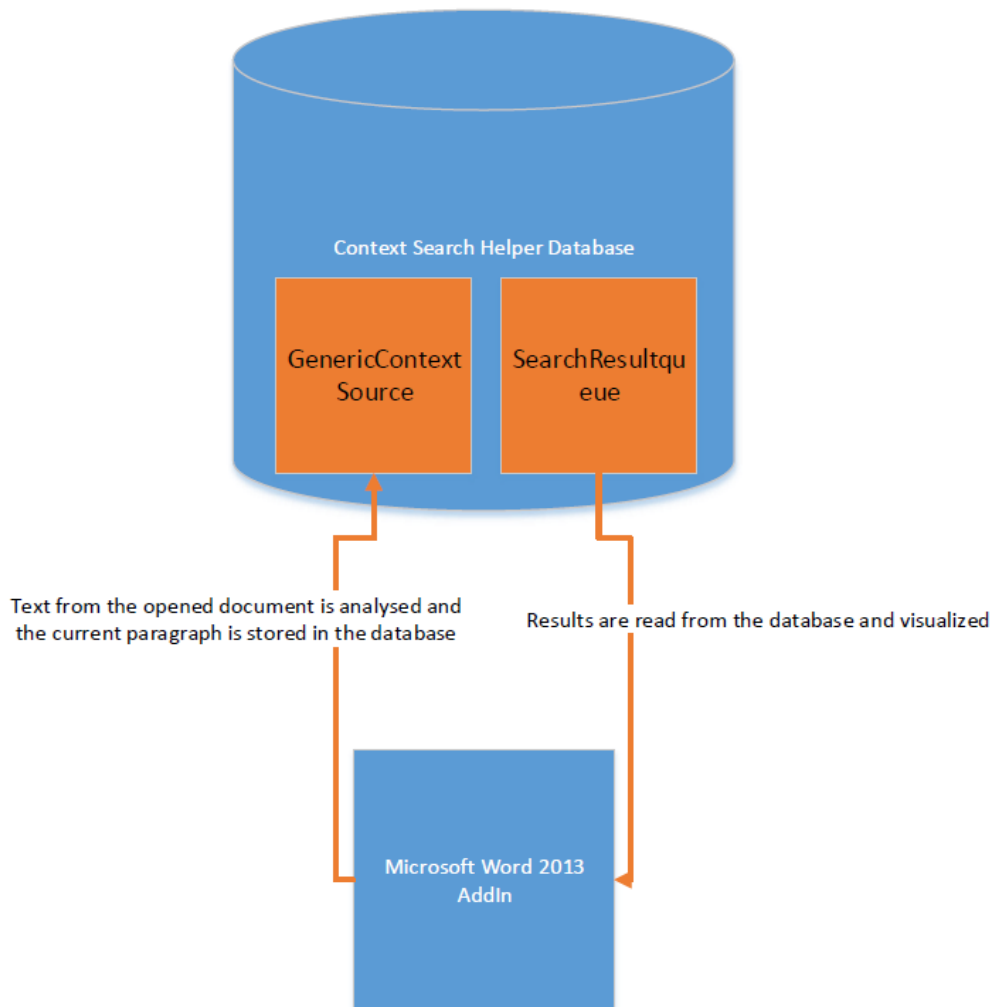 Context Search Helper Database
GenericContext
Source
SearchResultqu
eue
Text from the opened document is analysed and
the current paragraph is stored in the database
Results are read from the database and visualized
Microsoft Word 2013
AddIn